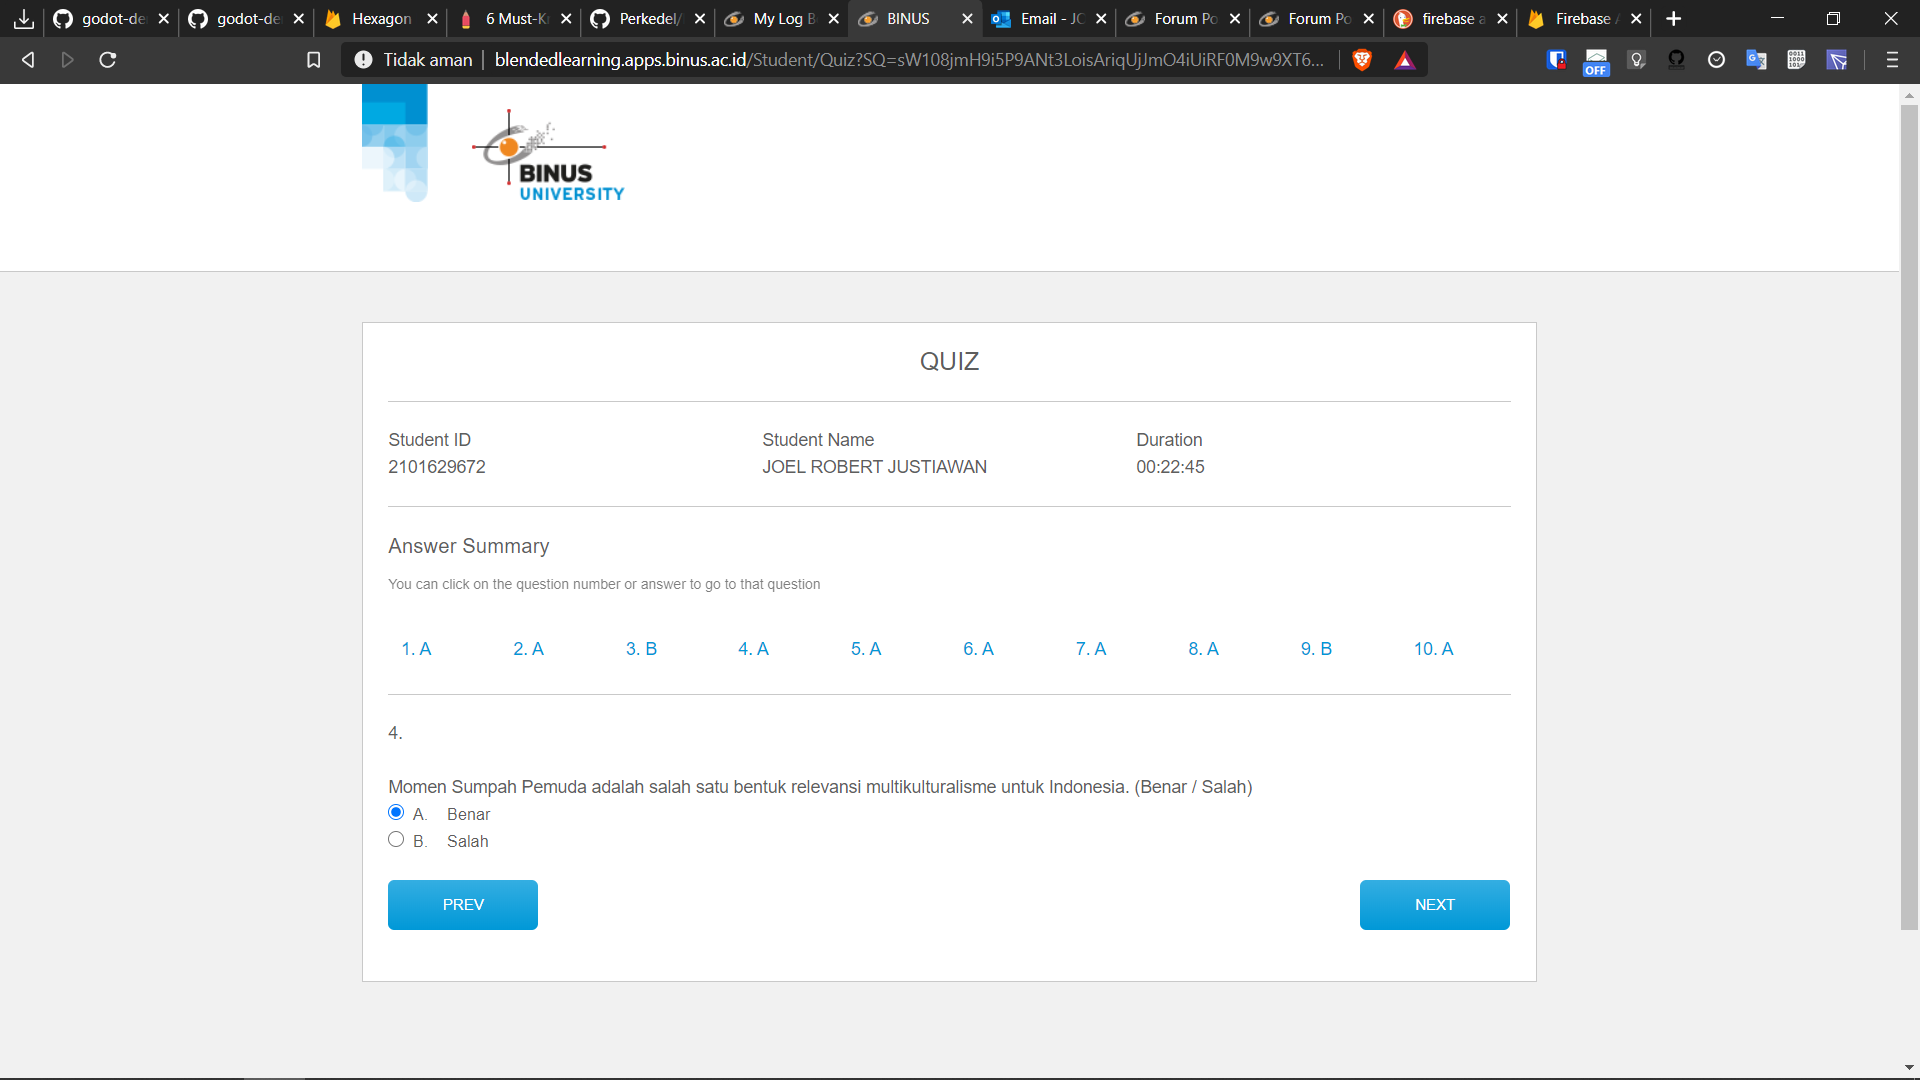 godot-de
godot-de
Hexagon
6 Must-K
Perkedel/
My Log B
BINUS
Email - JC
Forum Po
Forum Po
firebase a
Firebase
Tidak aman
blendedlearning.apps.binus.ac.id/Student/Quiz?SQ=sW108jmH9i5P9ANt3LoisAriqUjJmO4iUiRF0M9w9XT6...
OFF
BINUS
UNIVERSITY
QUIZ
Student ID
2101629672
Student Name
JOEL ROBERT JUSTIAWAN
Duration
00:22:45
Answer Summary
You can click on the question number or answer to go to that question
1. A 2. A 3. B 4. A 5. A 6. A 7. A 8. A 9. B 10. A
4.
Momen Sumpah Pemuda adalah salah satu bentuk relevansi multikulturalisme untuk Indonesia. (Benar / Salah)
A. Benar
B. Salah
PREV
NEXT